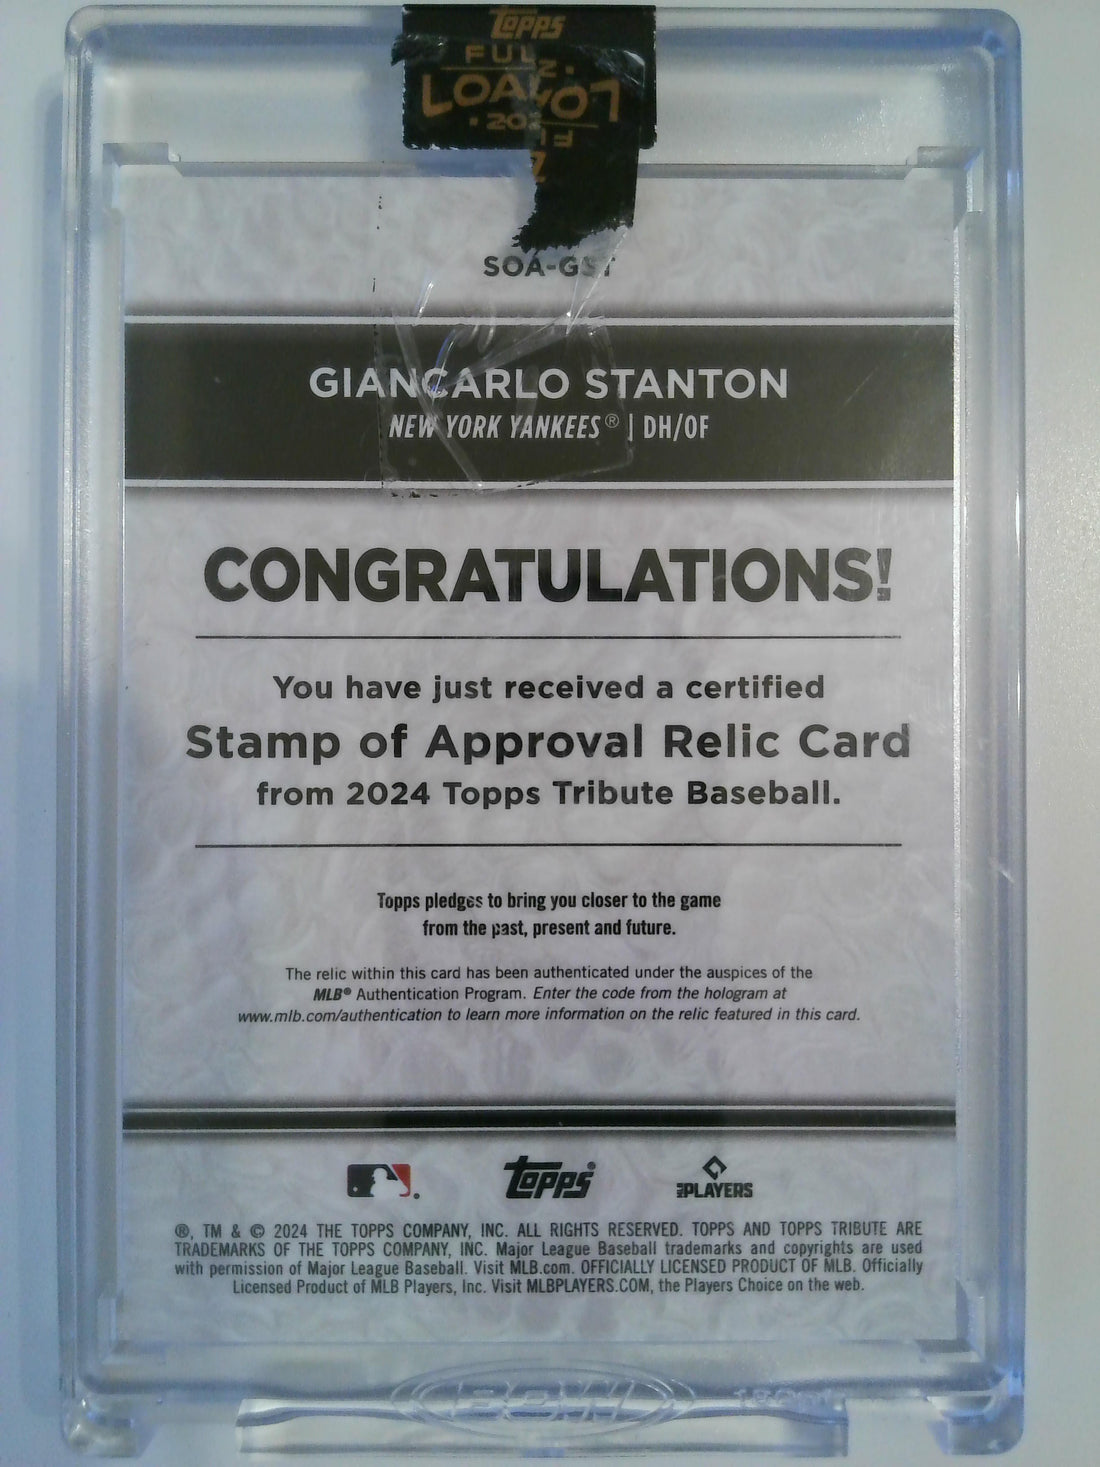 Topps
FULL
LOADED
SOA-GST
GIANCARLO STANTON
NEW YORK YANKEES® | DH/OF
CONGRATULATIONS!
You have just received a certified
Stamp of Approval Relic Card
from 2024 Topps Tribute Baseball.
Topps pledges to bring you closer to the game
from the past, present and future.
The relic within this card has been authenticated under the auspices of the
MLB® Authentication Program. Enter the code from the hologram at
www.mlb.com/authentication to learn more information on the relic featured in this card.
Topps®
PLAYERS
®, TM & © 2024 THE TOPPS COMPANY, INC. ALL RIGHTS RESERVED. TOPPS AND TOPPS TRIBUTE ARE
TRADEMARKS OF THE TOPPS COMPANY, INC. Major League Baseball trademarks and copyrights are used
with permission of Major League Baseball. Visit MLB.com. OFFICIALLY LICENSED PRODUCT OF MLB. Officially
Licensed Product of MLB Players, Inc. Visit MLBPLAYERS.COM, the Players Choice on the web.
BCW